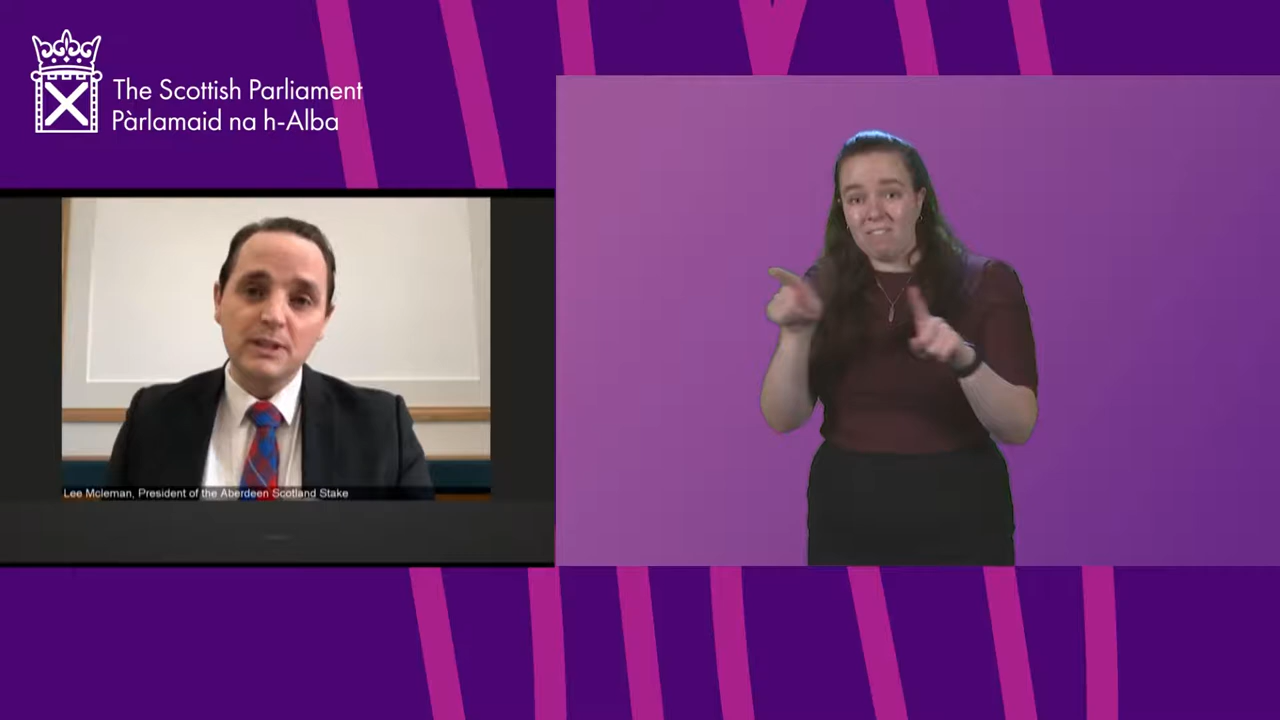 The Scottish Parliament
Pàrlamaid na h-Alba
Lee Mcleman, President of the Aberdeen Scotland Stake